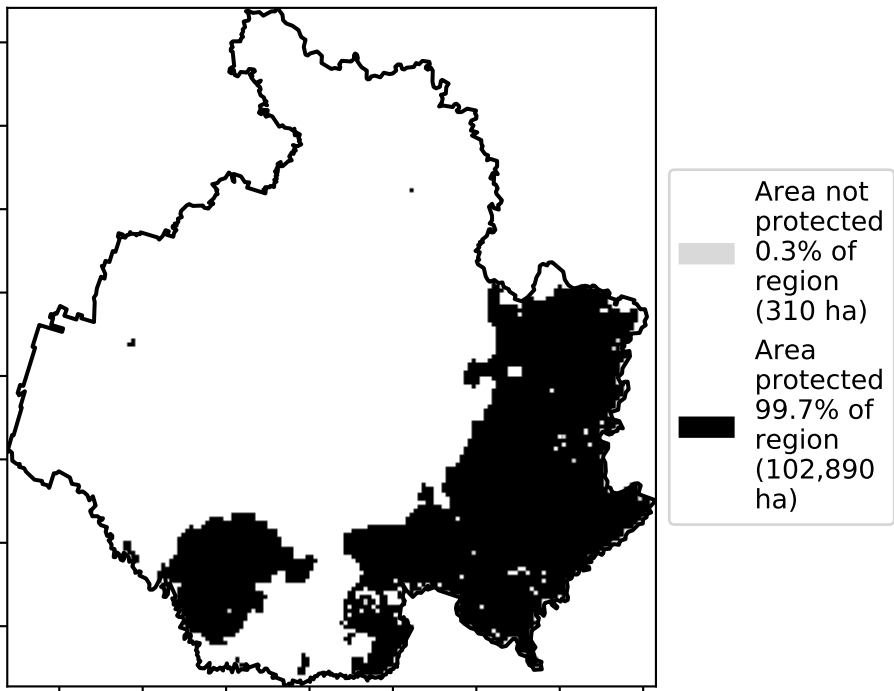 Area not
protected
0.3% of
region
(310 ha)
Area
protected
99.7% of
region
(102,890
ha)